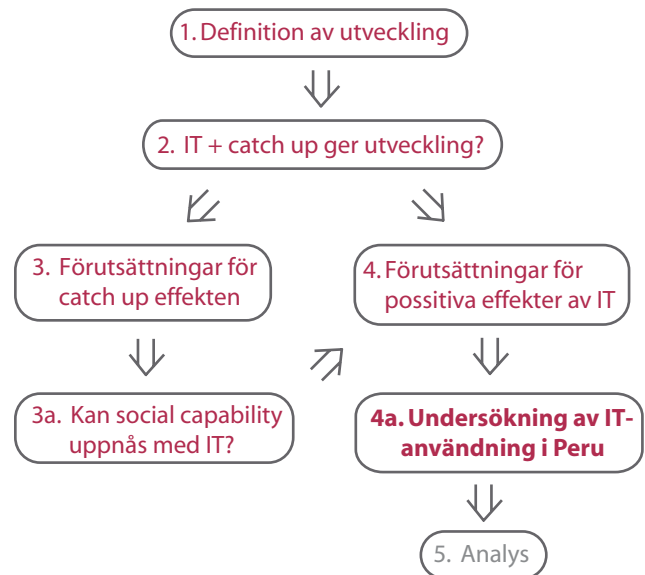 1. Definition av utveckling
2. IT + catch up ger utveckling?
3. Förutsättningar för
catch up effekten
4. Förutsättningar för
possitiva effekter av IT
3a. Kan social capability
uppnås med IT?
4a. Undersökning av IT-
användning i Peru
5. Analys